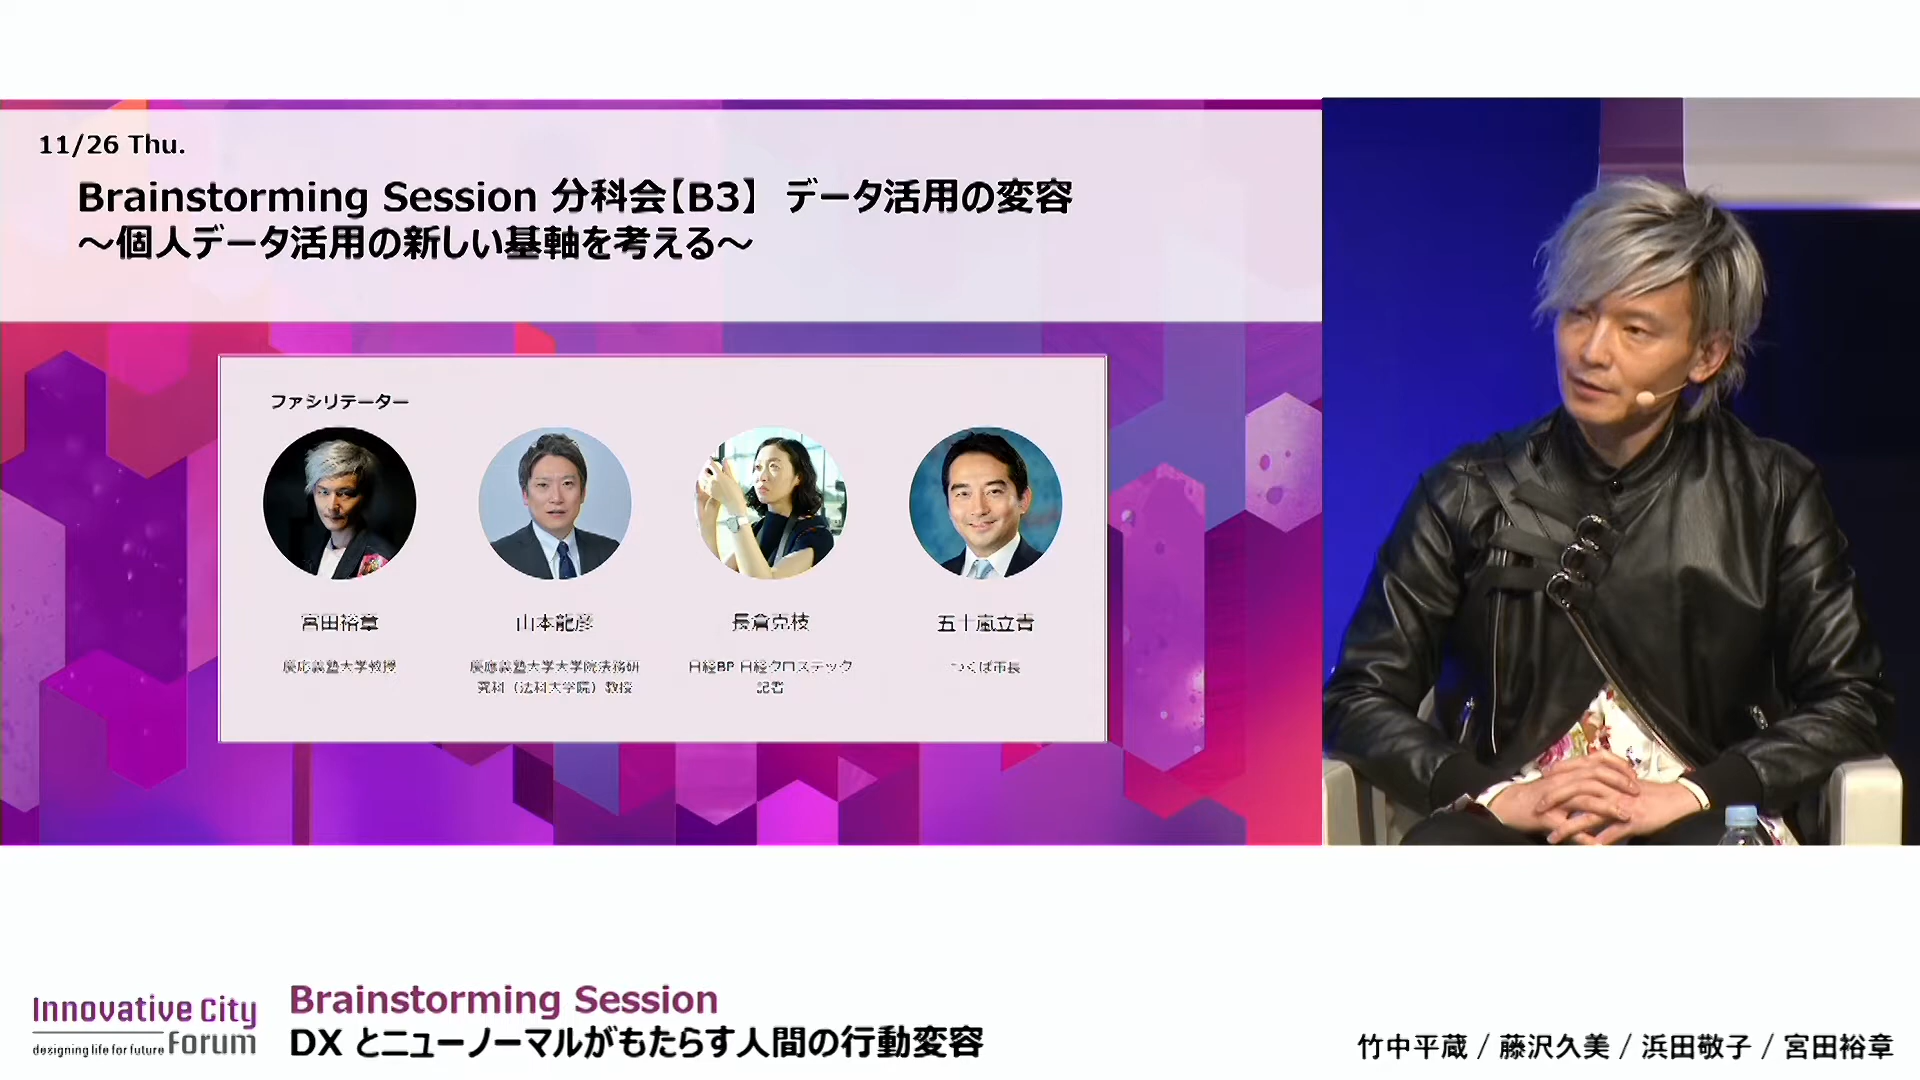 11/26 Thu.
Brainstorming Session 分科会【B3】 データ活用の変容
～個人データ活用の新しい基軸を考える～
ファシリテーター
宮田裕章
山本龍彦
長倉克枝
五十嵐立青
慶応義塾大学教授
慶應義塾大学大学院法務研
究科（法科大学院）教授
日経BP 日経クロステック
記者
つくば市長
Innovative City
Forum
designing life for future
Brainstorming Session
DX とニューノーマルがもたらす人間の行動変容
竹中平蔵 / 藤沢久美 / 浜田敬子 / 宮田裕章